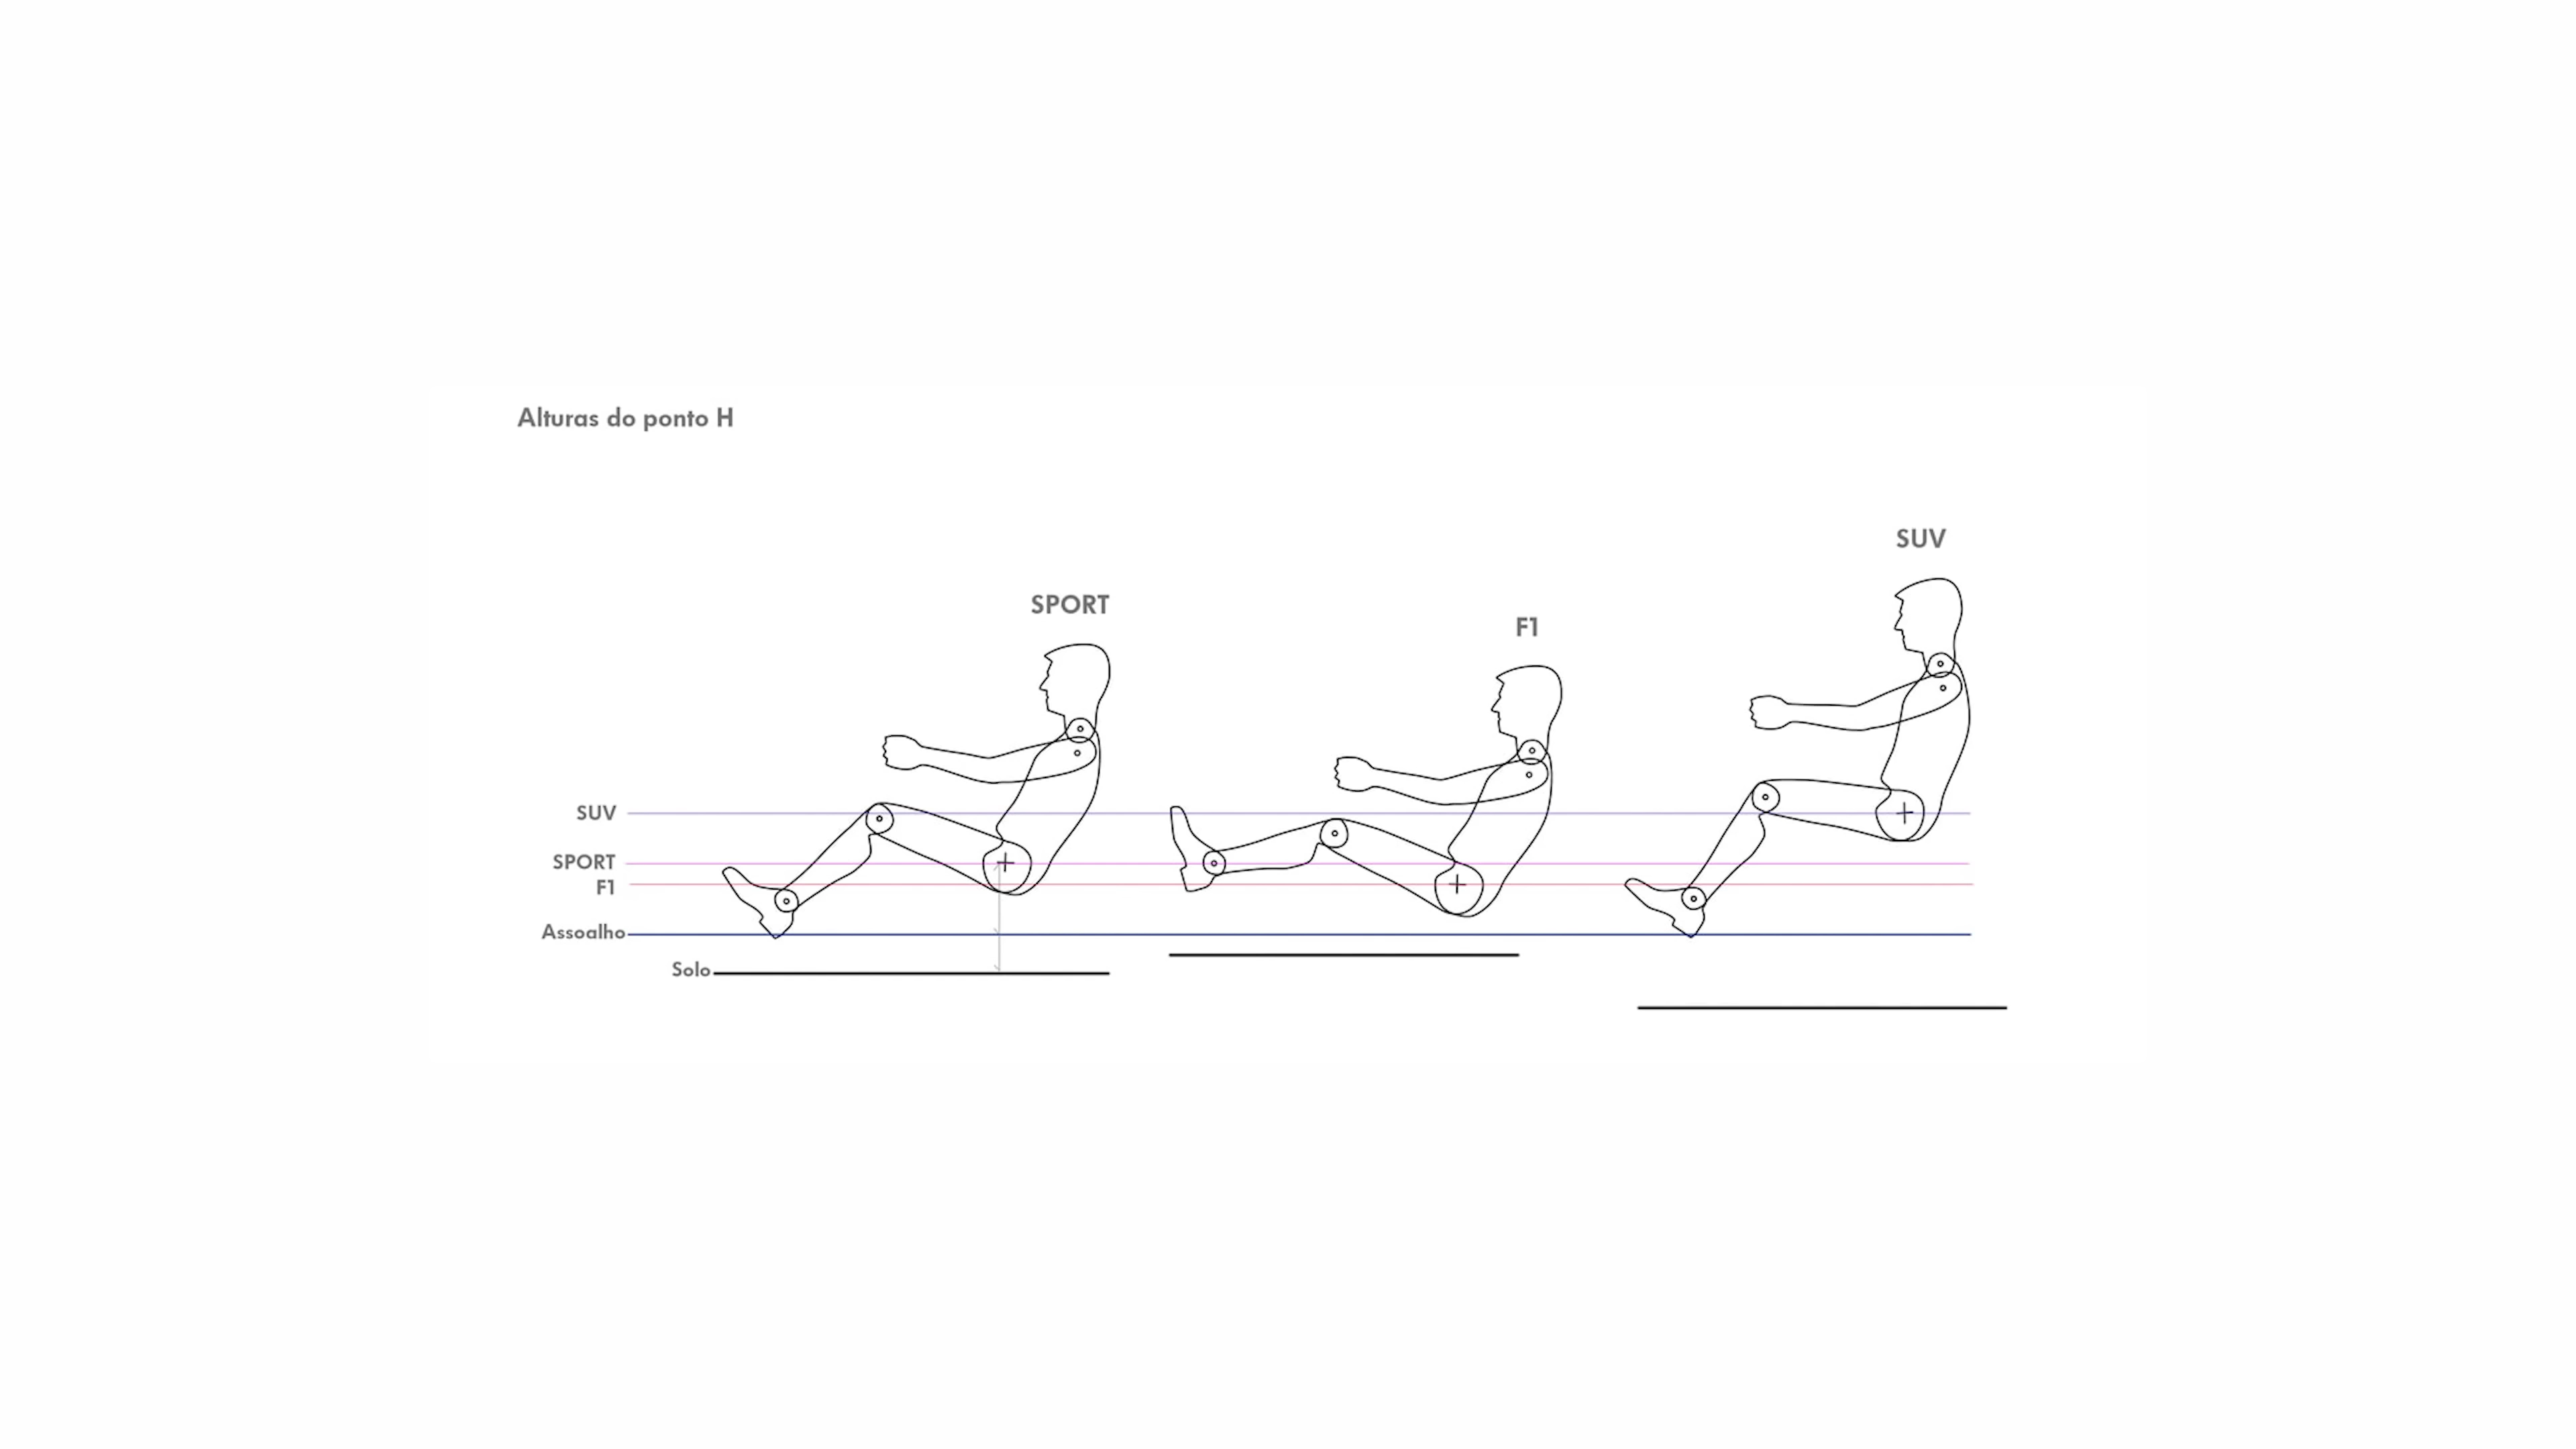 Alturas do ponto H
SUV
SPORT
F1
SUV
SPORT
F1
Assoalho
Solo